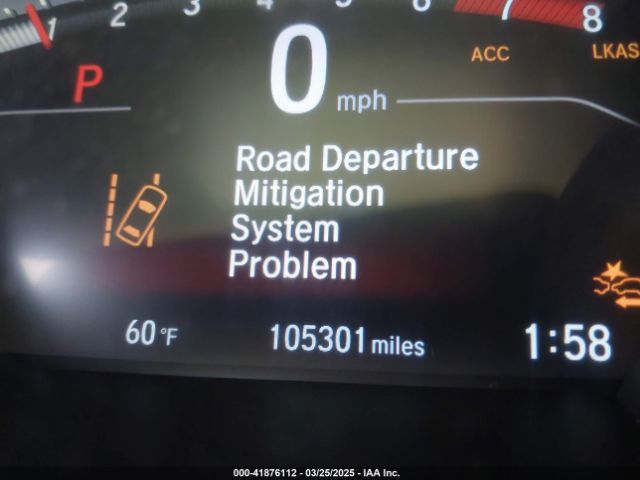 1 2 3 4 5 6 7 8
ACC LKAS
P 0 mph
Road Departure
Mitigation
System
Problem
60 °F 105301 miles 1:58
000-41876112 - 03/25/2025 - IAA Inc.